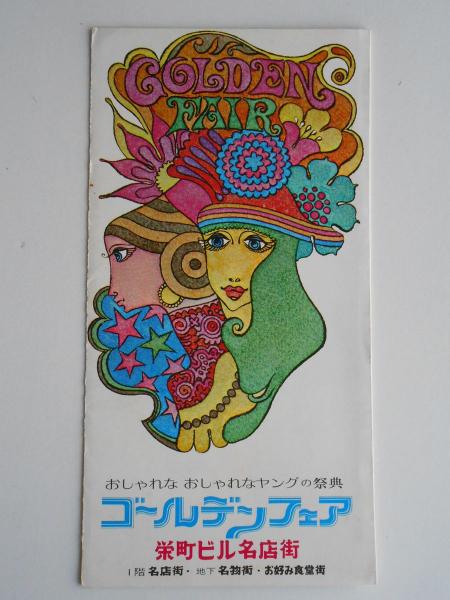 GOLDEN
FAIR
おしゃれな おしゃれなヤングの祭典
ゴールデンフェア
栄町ビル名店街
1階 名店街・地下 名物街・お好み食堂街